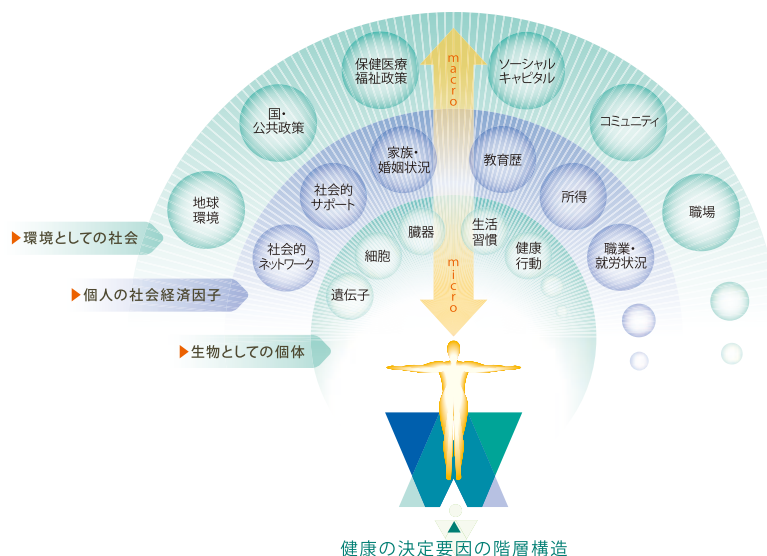 保健医療
福祉政策
macro
ソーシャル
キャピタル
国・
公共政策
コミュニティ
家族・
婚姻状況
教育歴
社会的
サポート
所得
地球
環境
職場
環境としての社会
社会的
ネットワーク
細胞
臓器
生活
習慣
健康
行動
職業・
就労状況
micro
個人の社会経済因子
遺伝子
生物としての個体
健康の決定要因の階層構造